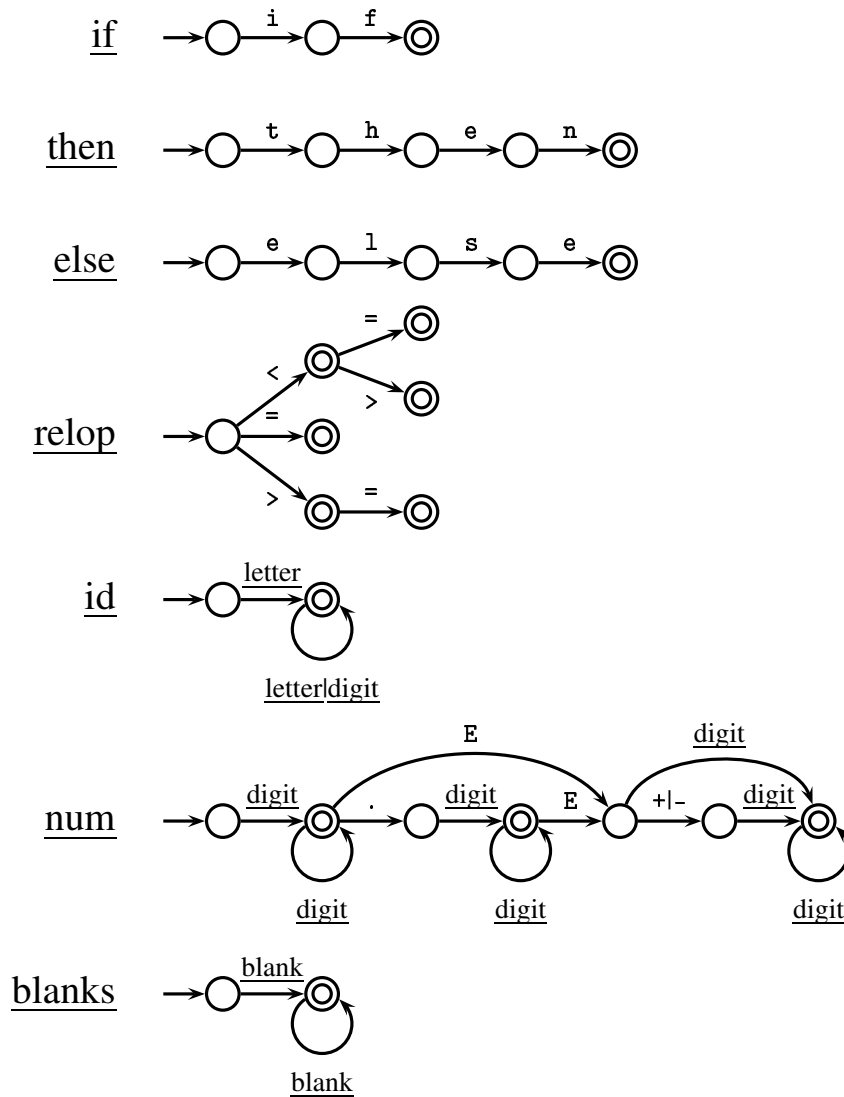 if i f
then t h e n
else e l s e
=
<
>
relop =
> =
letter
id
letter|digit
E digit
digit . digit E +|- digit
num
digit digit digit
blank
blanks
blank